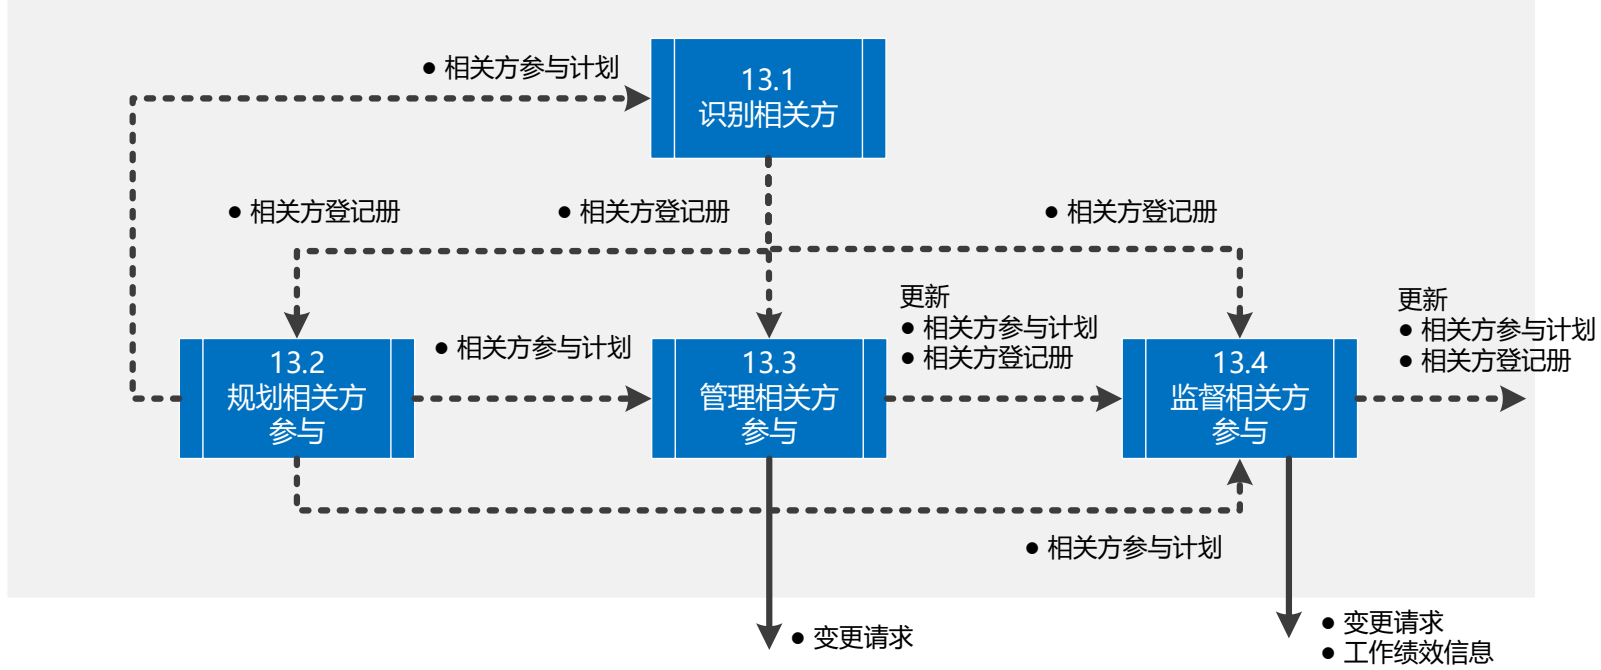 ● 相关方参与计划
13.1
识别相关方
● 相关方登记册
● 相关方登记册
● 相关方登记册
更新
● 相关方参与计划
● 相关方登记册
更新
● 相关方参与计划
● 相关方登记册
● 相关方参与计划
13.2
规划相关方
参与
13.3
管理相关方
参与
13.4
监督相关方
参与
● 相关方参与计划
● 变更请求
● 变更请求
● 工作绩效信息